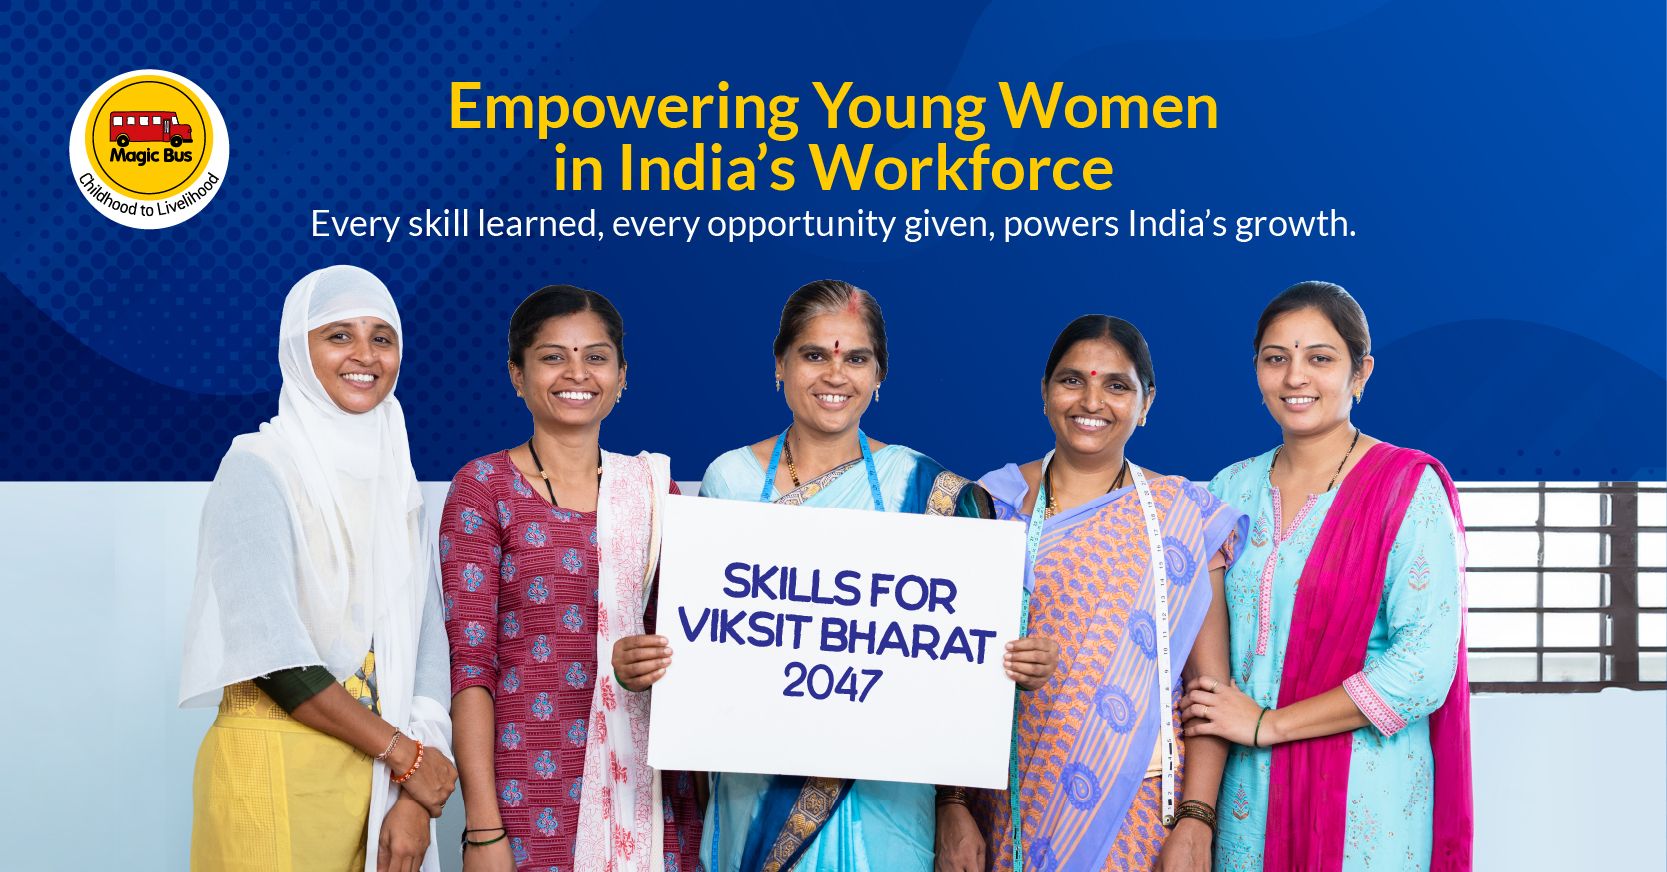 Magic Bus
Childhood to Livelihood
Empowering Young Women
in India’s Workforce
Every skill learned, every opportunity given, powers India’s growth.
SKILLS FOR
VIKSIT BHARAT
2047